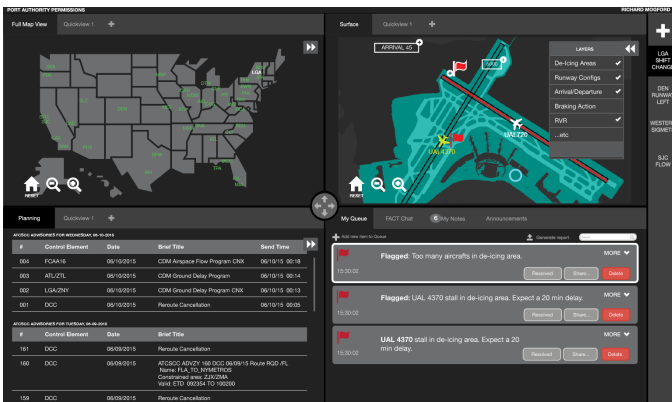 PORT AUTHORITY PERMISSIONS
RICHARD MOGFORD
Full Map View
Quickview 1
LGA
DEN
RESET
Surface
Quickview 1
ARRIVAL 45
UAL720
UAL4370
RESET
LAYERS
De-Icing Areas
Runway Configs
Arrival/Departure
Braking Action
RVR
...etc
LGA
SHIFT
CHANGE
DEN
RUNWAY
LEFT
WESTERN
SIGMETS
SJC
FLOW
Planning
Quickview 1
ATCSCC ADVISORIES FOR WEDNESDAY, 06-10-2015
# Control Element Date Brief Title Send Time
004 FCAA16 06/10/2015 CDM Airspace Flow Program CNX 06/10/15 00:18
003 ATL/ZTL 06/10/2015 CDM Ground Delay Program 06/10/15 00:14
002 LGA/ZNY 06/10/2015 CDM Ground Delay Program CNX 06/10/15 00:13
001 DCC 06/10/2015 Reroute Cancellation 06/10/15 00:05
ATCSCC ADVISORIES FOR TUESDAY, 06-09-2015
# Control Element Date Brief Title
161 DCC 06/09/2015 Reroute Cancellation
160 DCC 06/09/2015 ATCSCC ADVZY 160 DCC 06/09/15 Route RQD /FL
Name: FLA_TO_NYMETROS
Constrained area: ZJX/ZMA
Valid: ETD 092354 TO 100200
159 DCC 06/09/2015 Reroute Cancellation
My Queue
FACT Chat
6 My Notes
Announcements
Add new item to Queue
Generate report
Flagged: Too many aircrafts in de-icing area.
MORE
15:30:02
Resolved
Share...
Delete
Flagged: UAL 4370 stall in de-icing area. Expect a 20 min delay.
MORE
15:30:02
Resolved
Share...
Delete
UAL 4370 stall in de-icing area. Expect a 20
min delay.
MORE
15:30:02
Resolved
Share...
Delete